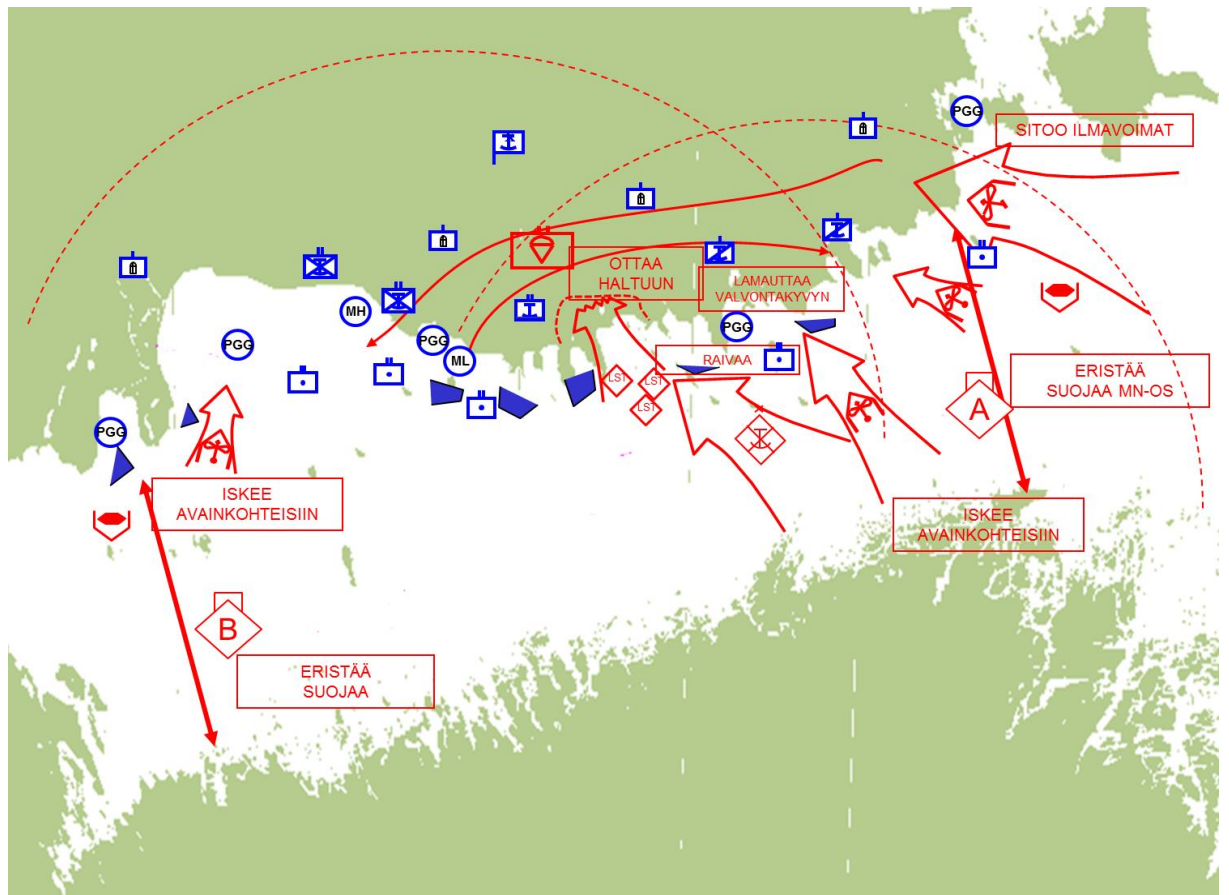 PGG
SITOO ILMAVOIMAT
OTTAA
HALTUUN
LAMAUTTAA
VALVONTAKYVYN
MH
PGG
PGG
PGG
ML
RAIVAA
LST
LST
LST
ERISTÄÄ
SUOJAA MN-OS
A
PGG
ISKEE
AVAINKOHTEISIIN
ISKEE
AVAINKOHTEISIIN
B
ERISTÄÄ
SUOJAA